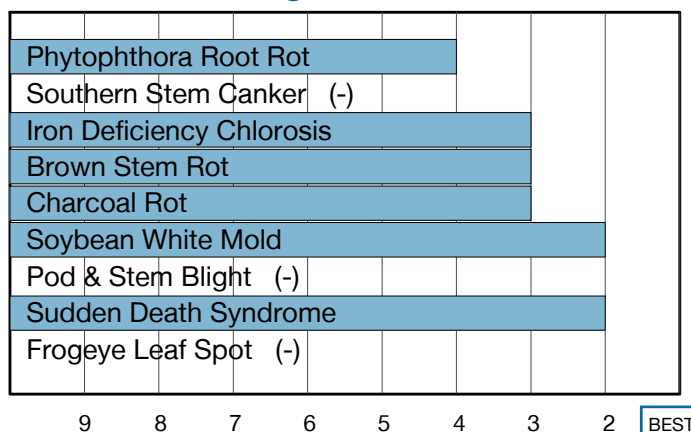 Phytophthora Root Rot
Southern Stem Canker (-)
Iron Deficiency Chlorosis
Brown Stem Rot
Charcoal Rot
Soybean White Mold
Pod & Stem Blight (-)
Sudden Death Syndrome
Frogeye Leaf Spot (-)
9 8 7 6 5 4 3 2 BEST